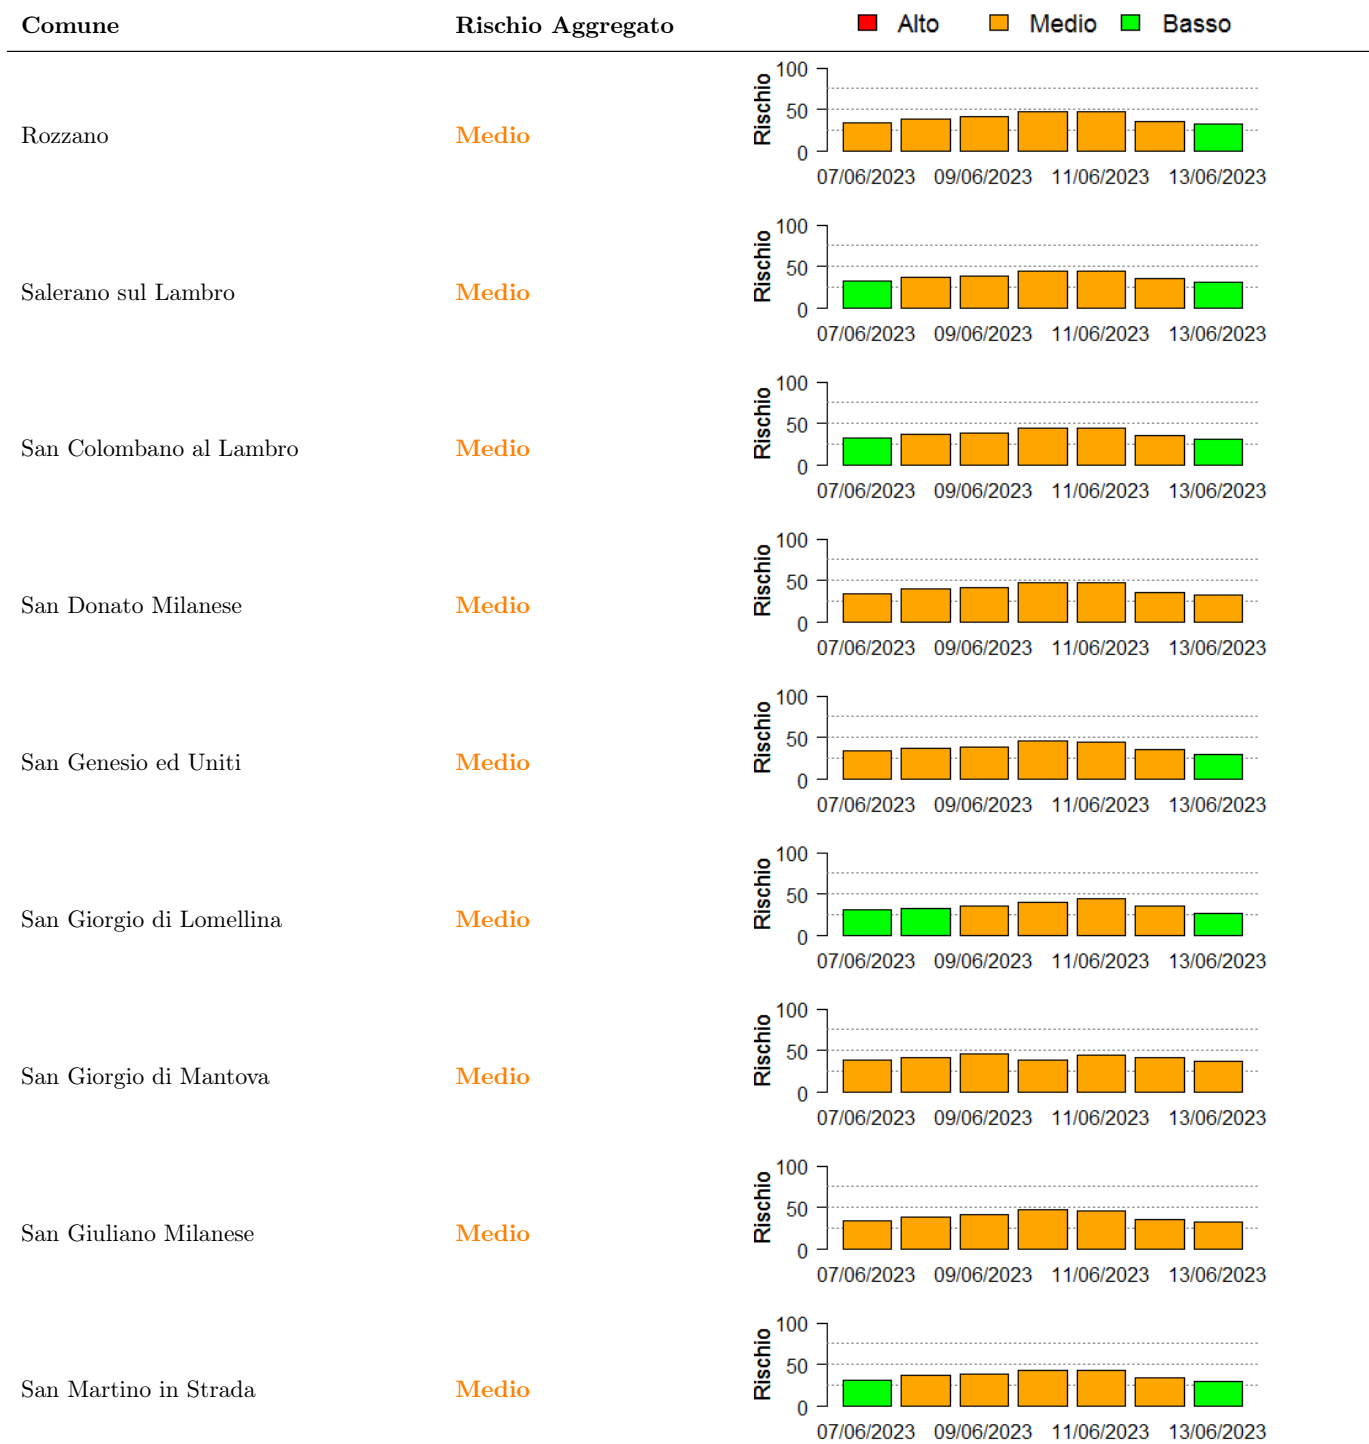 Comune Rischio Aggregato Alto Medio Basso
100
50
0
Rischio
Rozzano Medio
07/06/2023 09/06/2023 11/06/2023 13/06/2023
100
50
0
Rischio
Salerano sul Lambro Medio
07/06/2023 09/06/2023 11/06/2023 13/06/2023
100
50
0
Rischio
San Colombano al Lambro Medio
07/06/2023 09/06/2023 11/06/2023 13/06/2023
100
50
0
Rischio
San Donato Milanese Medio
07/06/2023 09/06/2023 11/06/2023 13/06/2023
100
50
0
Rischio
San Genesio ed Uniti Medio
07/06/2023 09/06/2023 11/06/2023 13/06/2023
100
50
0
Rischio
San Giorgio di Lomellina Medio
07/06/2023 09/06/2023 11/06/2023 13/06/2023
100
50
0
Rischio
San Giorgio di Mantova Medio
07/06/2023 09/06/2023 11/06/2023 13/06/2023
100
50
0
Rischio
San Giuliano Milanese Medio
07/06/2023 09/06/2023 11/06/2023 13/06/2023
100
50
0
Rischio
San Martino in Strada Medio
07/06/2023 09/06/2023 11/06/2023 13/06/2023